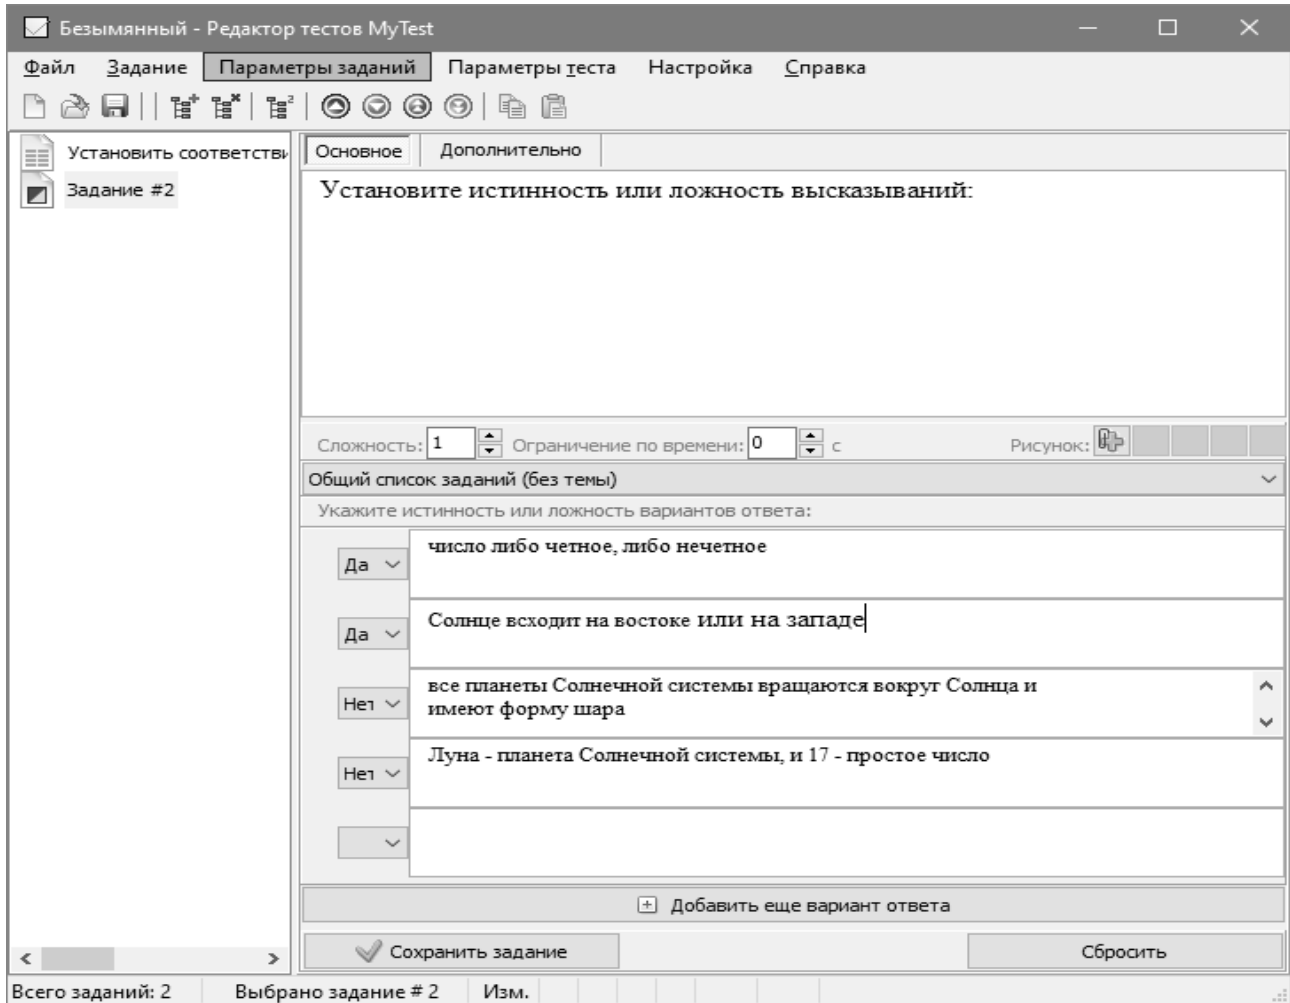 Безымянный - Редактор тестов MyTest
Файл Задание Параметры заданий Параметры теста Настройка Справка
Установить соответстви
Задание #2
Основное Дополнительно
Установите истинность или ложность высказываний:
Сложность: 1 Ограничение по времени: 0 с Рисунок:
Общий список заданий (без темы)
Укажите истинность или ложность вариантов ответа:
Да число либо четное, либо нечетное
Да Солнце всходит на востоке или на западе
Нет все планеты Солнечной системы вращаются вокруг Солнца и
имеют форму шара
Нет Луна - планета Солнечной системы, и 17 - простое число
Добавить еще вариант ответа
Сохранить задание Сбросить
Всего заданий: 2 Выбрано задание # 2 Изм.